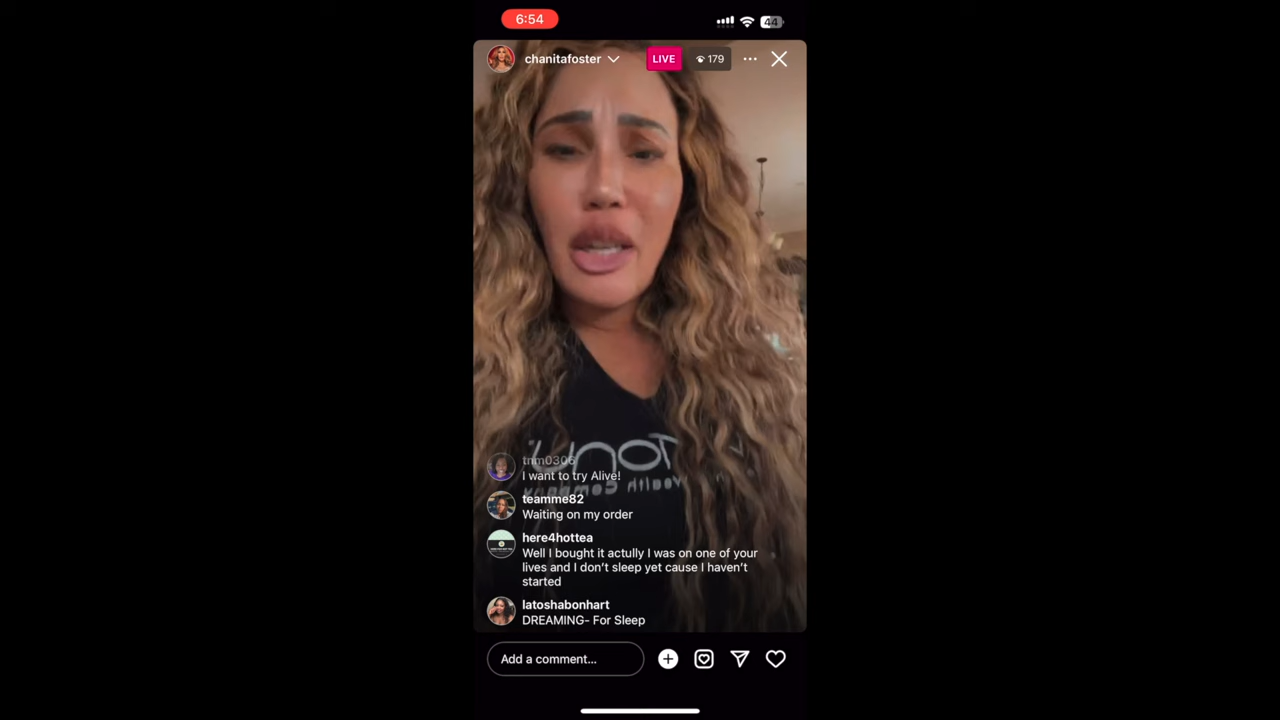 6:54
44
chanitafoster
LIVE
179
tnm0306
I want to try Alive!
teamme82
Waiting on my order
here4hottea
Well I bought it actully I was on one of your
lives and I don't sleep yet cause I haven't
started
latoshabonhart
DREAMING- For Sleep
Add a comment...